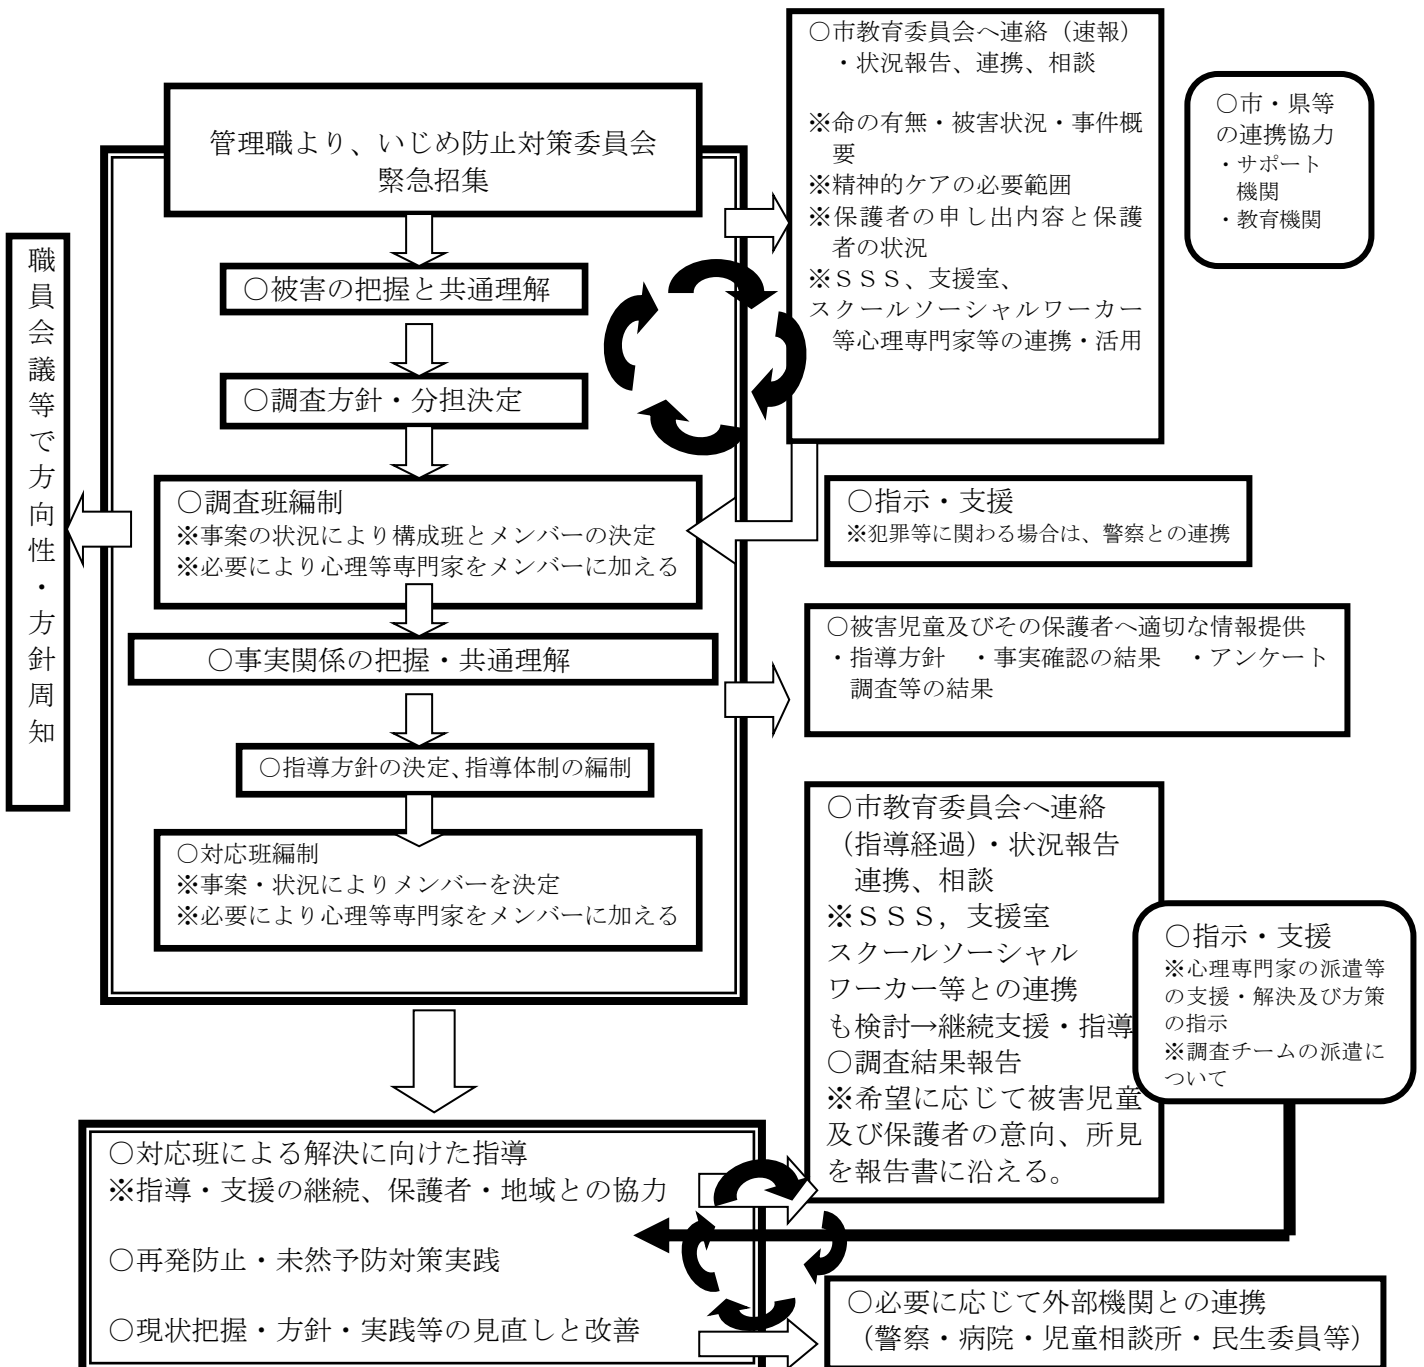 管理職より、いじめ防止対策委員会
緊急招集
○被害の把握と共通理解
○調査方針・分担決定
○調査班編制
※事案の状況により構成班とメンバーの決定
※必要により心理等専門家をメンバーに加える
○事実関係の把握・共通理解
○指導方針の決定、指導体制の編制
○対応班編制
※事案・状況によりメンバーを決定
※必要により心理等専門家をメンバーに加える
職員会議等で方向性・方針周知
○市教育委員会へ連絡（速報）
・状況報告、連携、相談
※命の有無・被害状況・事件概
要
※精神的ケアの必要範囲
※保護者の申し出内容と保護
者の状況
※ＳＳＳ、支援室、
スクールソーシャルワーカー
等心理専門家等の連携・活用
○市・県等
の連携協力
・サポート
機関
・教育機関
○指示・支援
※犯罪等に関わる場合は、警察との連携
○被害児童及びその保護者へ適切な情報提供
・指導方針　・事実確認の結果　・アンケート
調査等の結果
○市教育委員会へ連絡
（指導経過）・状況報告
連携、相談
※ＳＳＳ，支援室
スクールソーシャル
ワーカー等との連携
も検討→継続支援・指導
○調査結果報告
※希望に応じて被害児童
及び保護者の意向、所見
を報告書に沿える。
○指示・支援
※心理専門家の派遣等
の支援・解決及び方策
の指示
※調査チームの派遣に
ついて
○対応班による解決に向けた指導
※指導・支援の継続、保護者・地域との協力
○再発防止・未然予防対策実践
○現状把握・方針・実践等の見直しと改善
○必要に応じて外部機関との連携
（警察・病院・児童相談所・民生委員等）